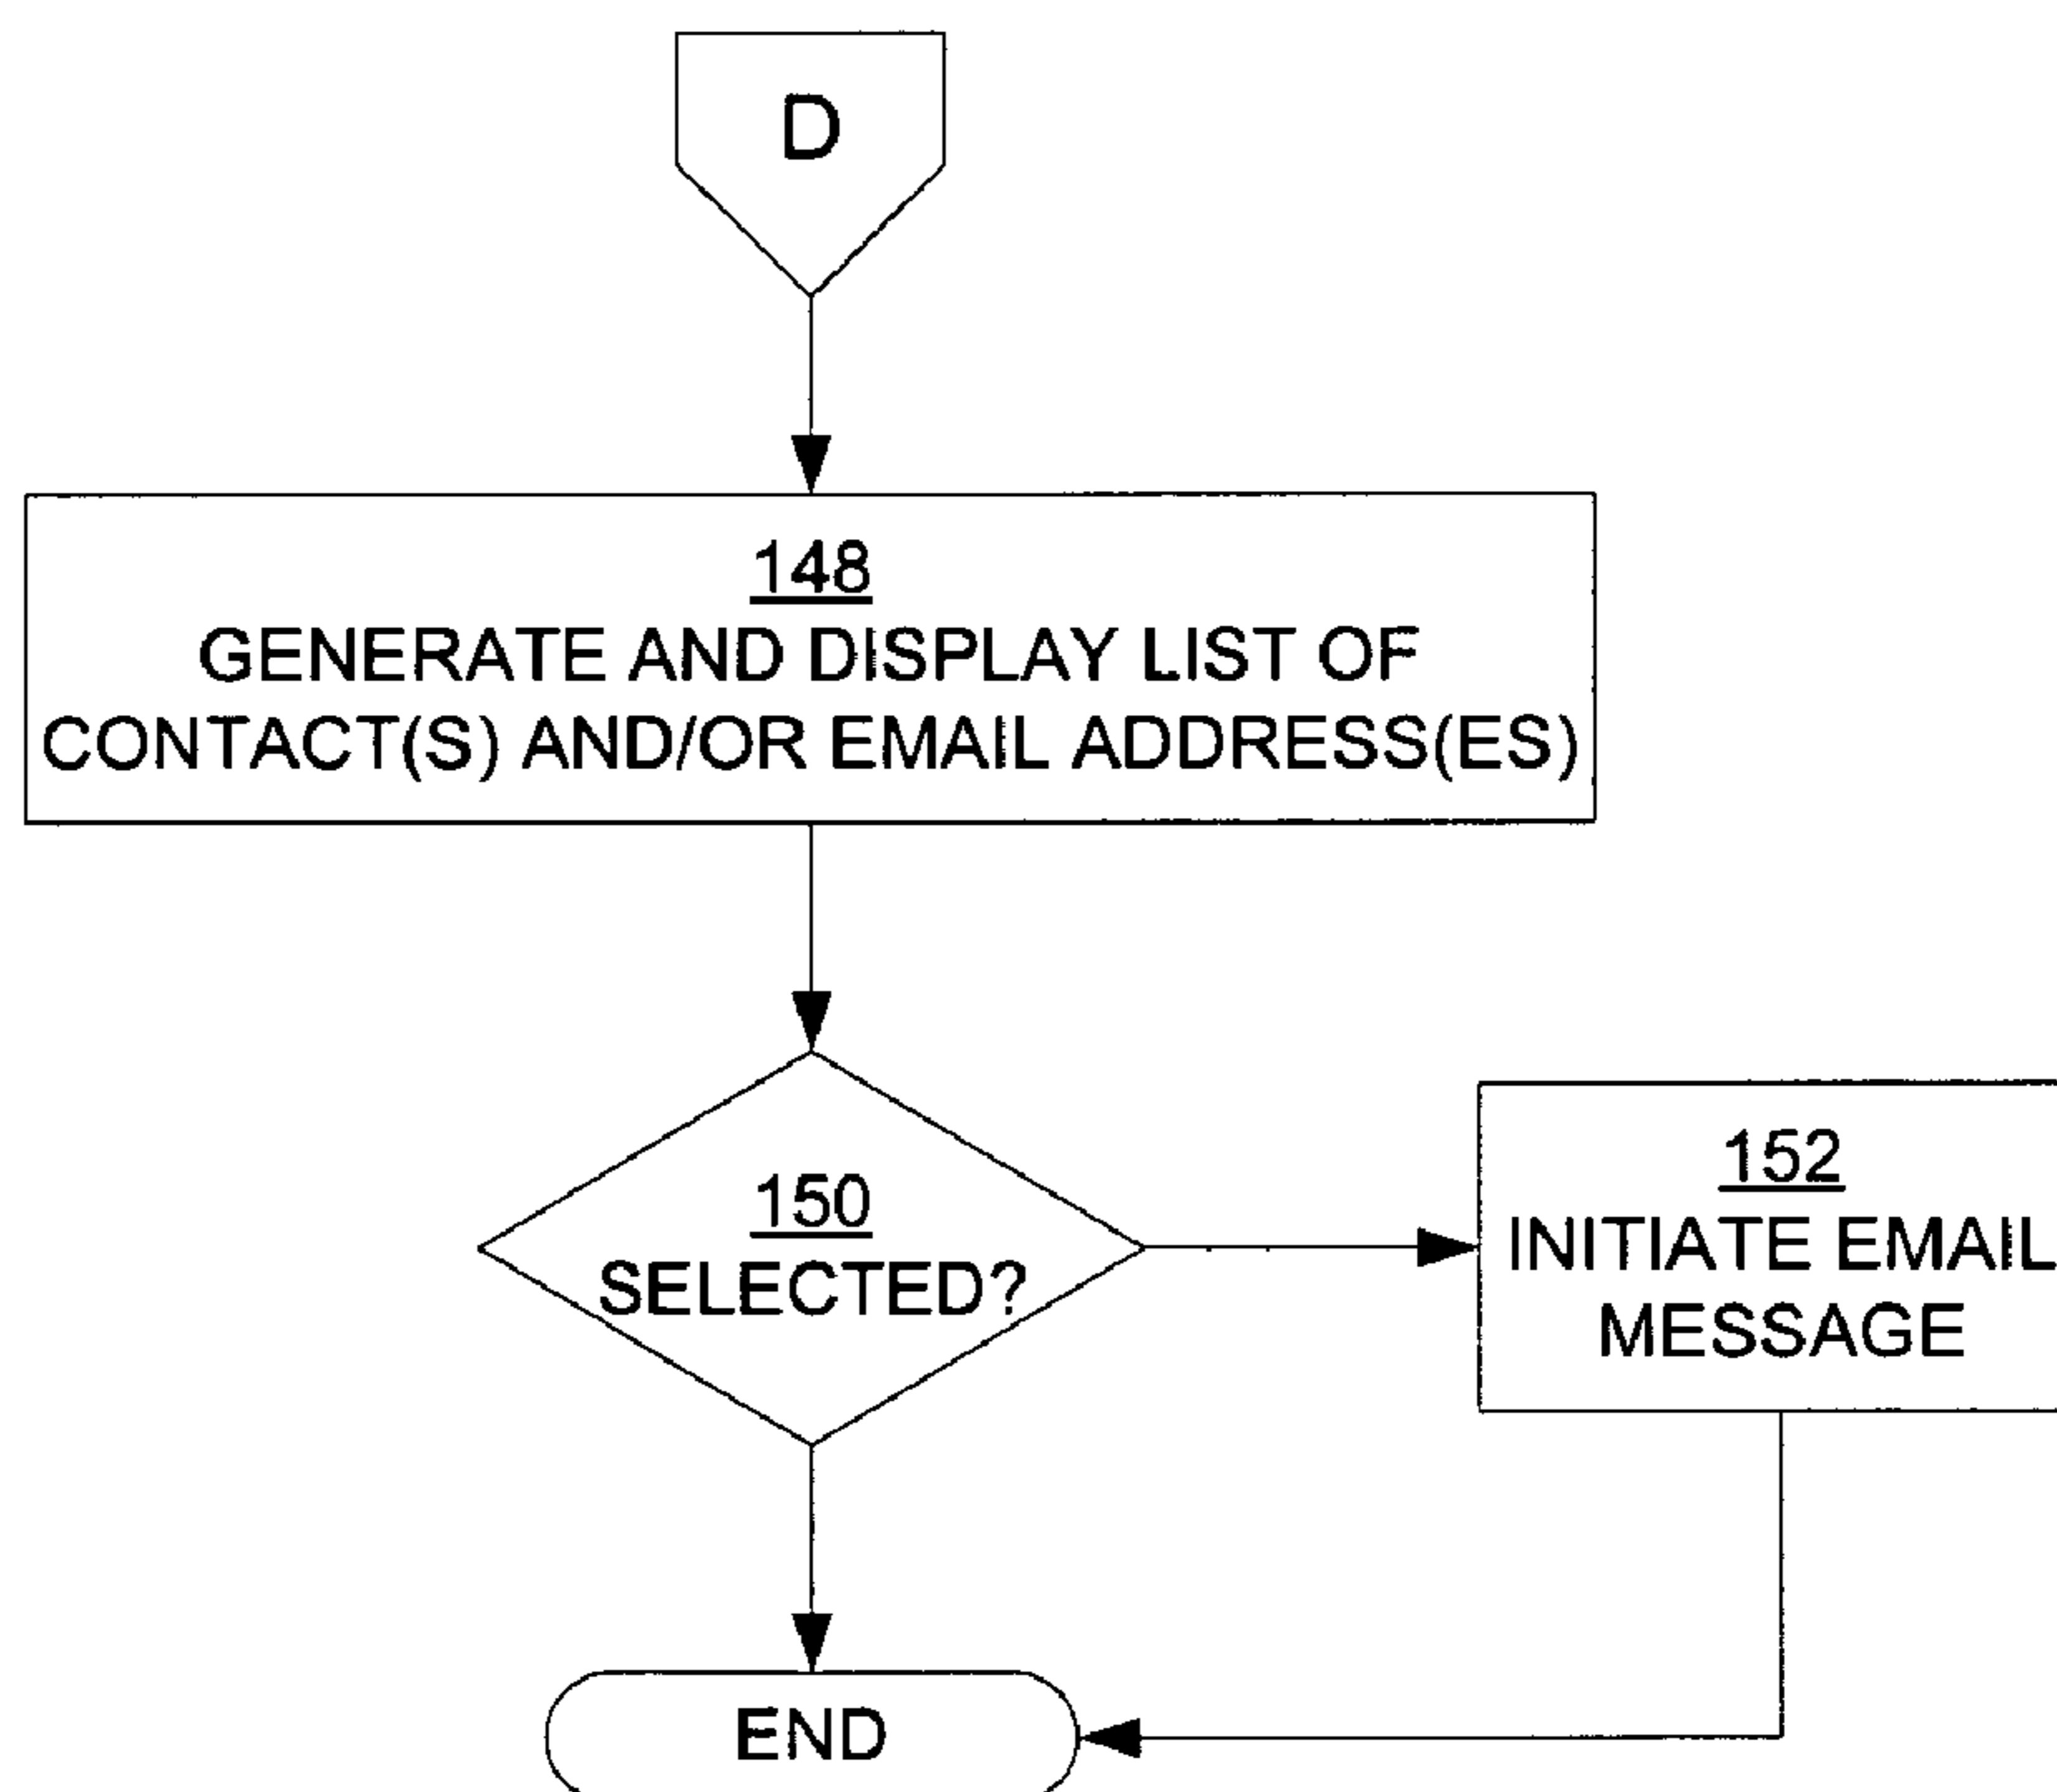 D
148
GENERATE AND DISPLAY LIST OF
CONTACT(S) AND/OR EMAIL ADDRESS(ES)
150
SELECTED?
152
INITIATE EMAIL
MESSAGE
END